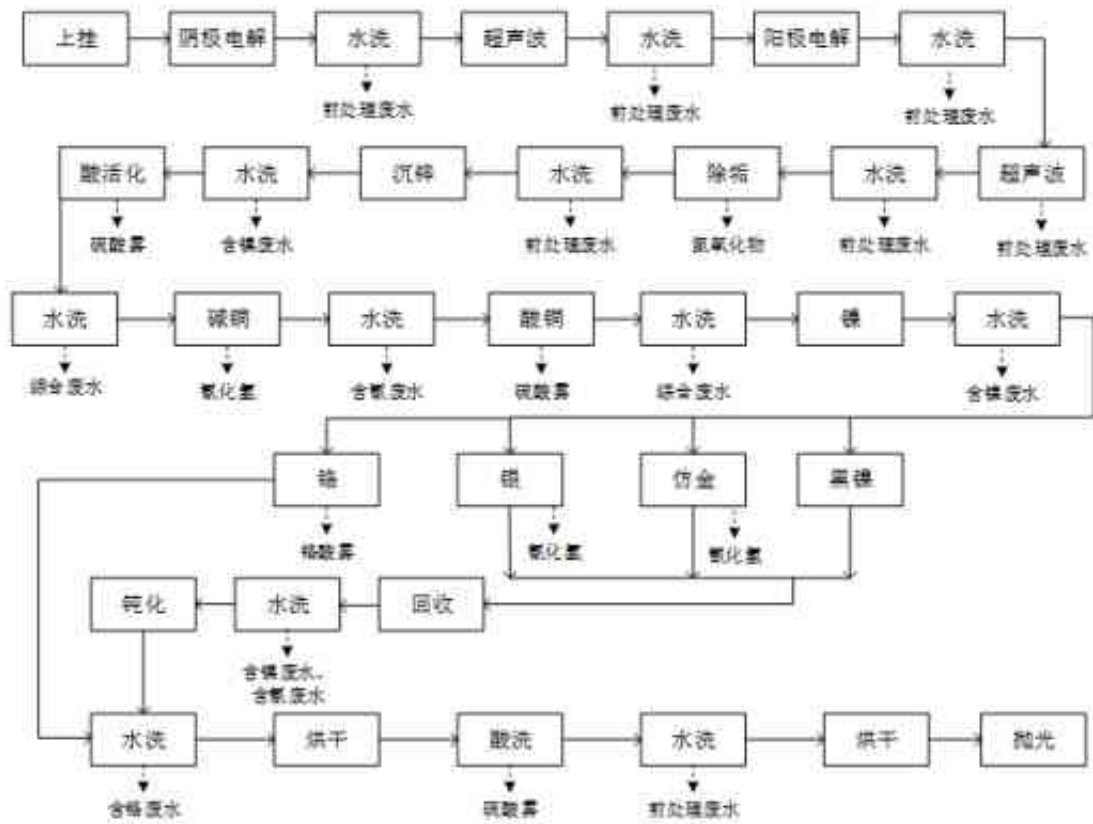 上挂
阴极电解
水洗
超声波
水洗
阳极电解
水洗
前处理废水
前处理废水
前处理废水
酸活化
水洗
沉锌
水洗
除垢
水洗
超声波
硫酸雾
含镍废水
前处理废水
氮氧化物
前处理废水
前处理废水
水洗
碱铜
水洗
酸铜
水洗
镍
水洗
综合废水
氰化氢
含氰废水
硫酸雾
综合废水
含镍废水
铬
银
仿金
黑镍
铬酸雾
氰化氢
氰化氢
钝化
水洗
回收
含镍废水、
含氰废水
水洗
烘干
酸洗
水洗
烘干
抛光
含铬废水
硫酸雾
前处理废水